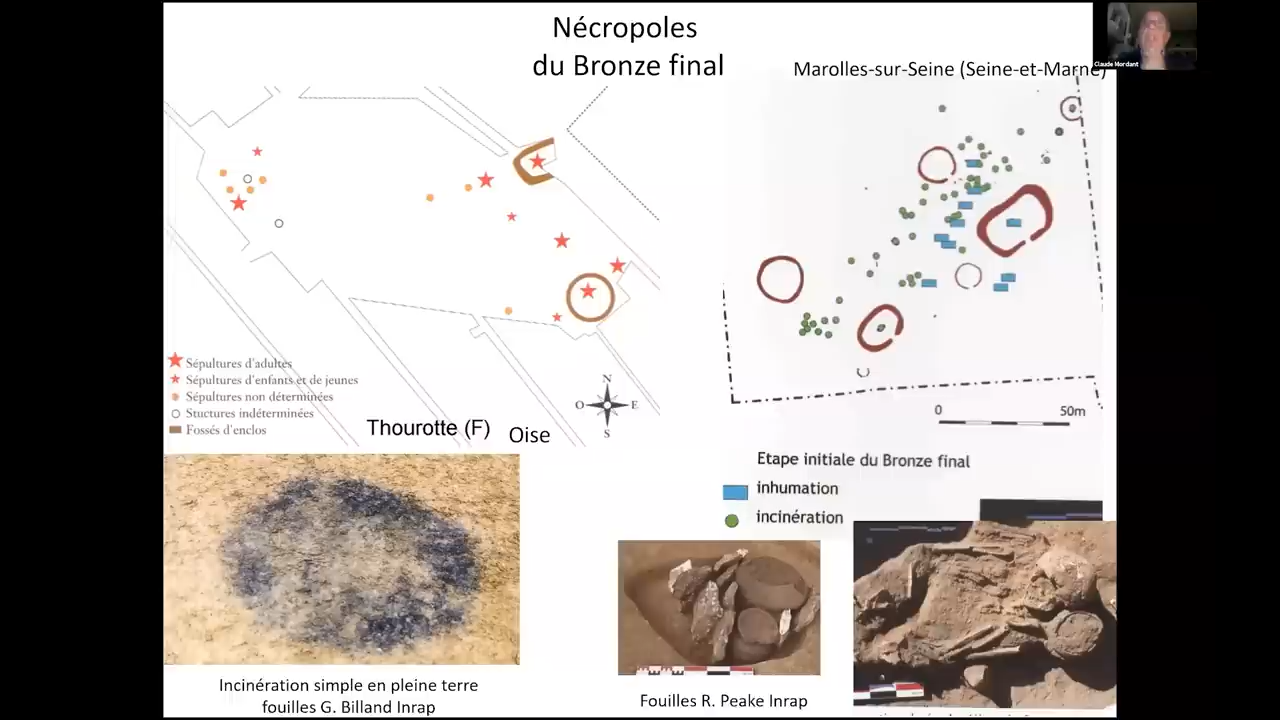 Nécropoles
du Bronze final
Marolles-sur-Seine (Seine-et-Marne)
Claude Mordant
Sépultures d'adultes
Sépultures d'enfants et de jeunes
Sépultures non déterminées
Stuctures indéterminées
Fossés d'enclos
Thourotte (F) Oise
N
O
E
S
0 50m
Etape initiale du Bronze final
inhumation
incinération
Incinération simple en pleine terre
fouilles G. Billand Inrap
Fouilles R. Peake Inrap